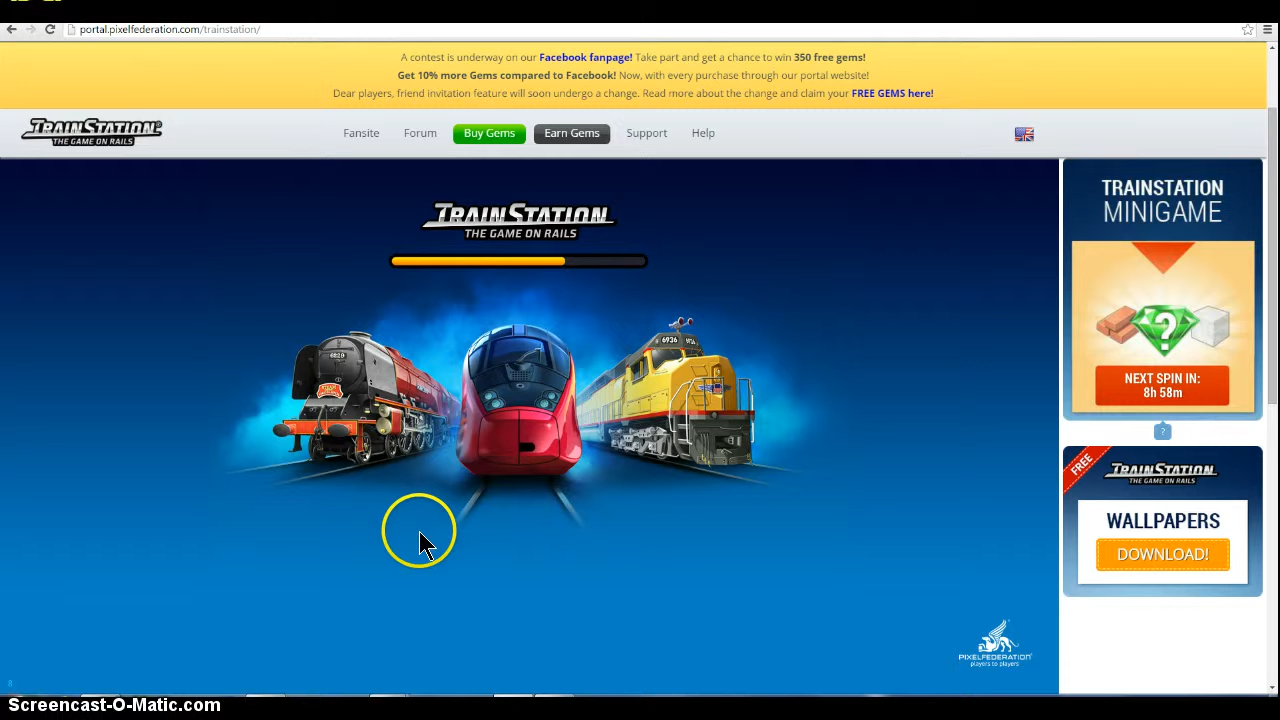 portal.pixelfederation.com/trainstation/
A contest is underway on our Facebook fanpage! Take part and get a chance to win 350 free gems!
Get 10% more Gems compared to Facebook! Now, with every purchase through our portal website!
Dear players, friend invitation feature will soon undergo a change. Read more about the change and claim your FREE GEMS here!
TRAINSTATION®
THE GAME ON RAILS
Fansite
Forum
Buy Gems
Earn Gems
Support
Help
TRAINSTATION
THE GAME ON RAILS
TRAINSTATION
MINIGAME
?
NEXT SPIN IN:
8h 58m
?
6936
FREE
TRAINSTATION
THE GAME ON RAILS
WALLPAPERS
DOWNLOAD!
PIXELFEDERATION®
players to players
8
Screencast-O-Matic.com